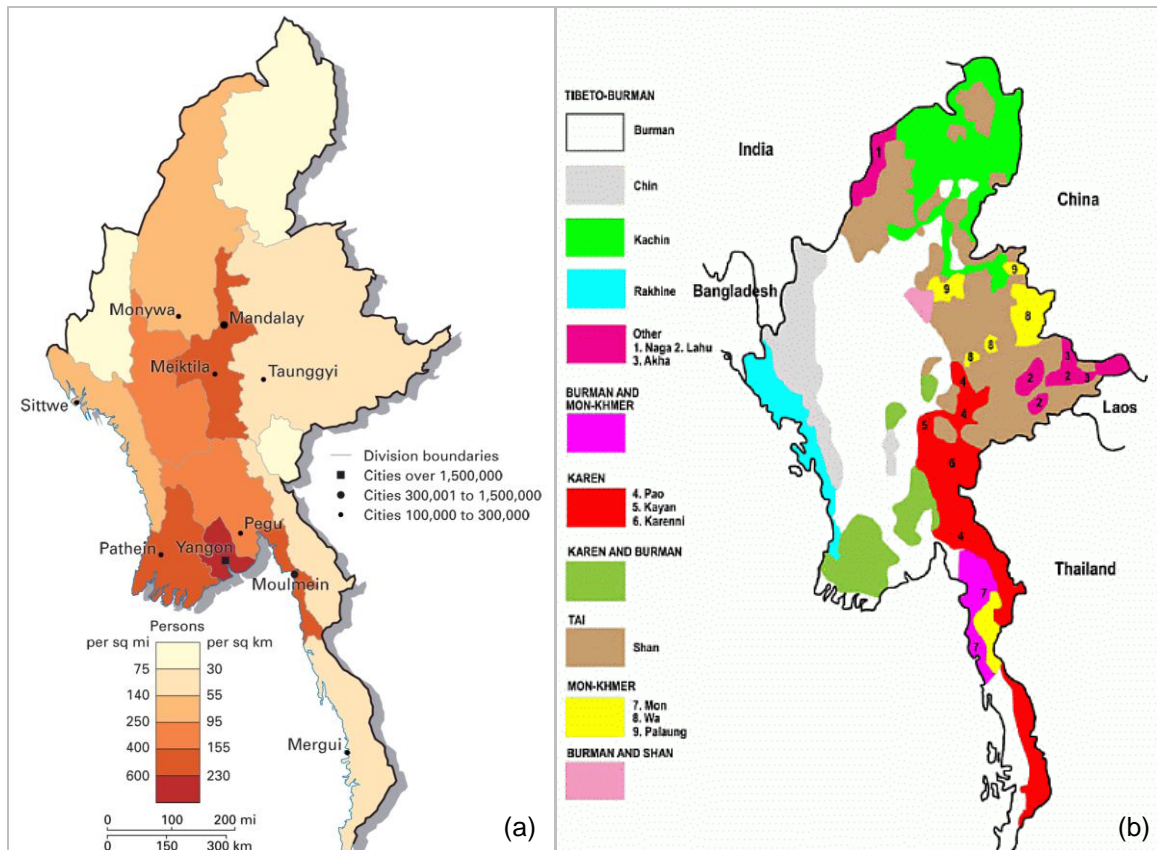 Monywa
Mandalay
Meiktila
Taunggyi
Sittwe
Division boundaries
Cities over 1,500,000
Cities 300,001 to 1,500,000
Cities 100,000 to 300,000
Pegu
Pathein
Yangon
Moulmein
Persons
per sq mi per sq km
75 30
140 55
250 95
400 155
600 230
Mergui
0 100 200 mi
0 150 300 km
(a)
TIBETO-BURMAN
Burman
Chin
Kachin
Rakhine
Other
1. Naga 2. Lahu
3. Akha
BURMAN AND
MON-KHMER
KAREN
4. Pao
5. Kayan
6. Karenni
KAREN AND BURMAN
TAI
Shan
MON-KHMER
7. Mon
8. Wa
9. Palaung
BURMAN AND SHAN
India
China
Bangladesh
Laos
Thailand
1
9
9
8
8
8
3
2
2
3
2
4
4
5
6
4
7
7
(b)